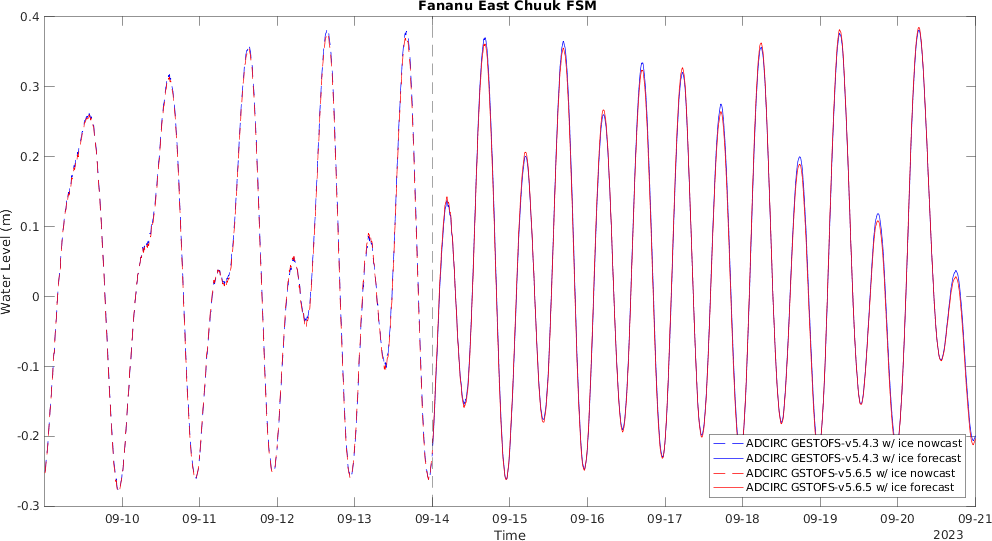 Fananu East Chuuk FSM
0.4
0.3
0.2
0.1
0
-0.1
-0.2
-0.3
Water Level (m)
ADCIRC GESTOFS-v5.4.3 w/ ice nowcast
ADCIRC GESTOFS-v5.4.3 w/ ice forecast
ADCIRC GSTOFS-v5.6.5 w/ ice nowcast
ADCIRC GSTOFS-v5.6.5 w/ ice forecast
09-10 09-11 09-12 09-13 09-14 09-15 09-16 09-17 09-18 09-19 09-20 09-21
Time
2023